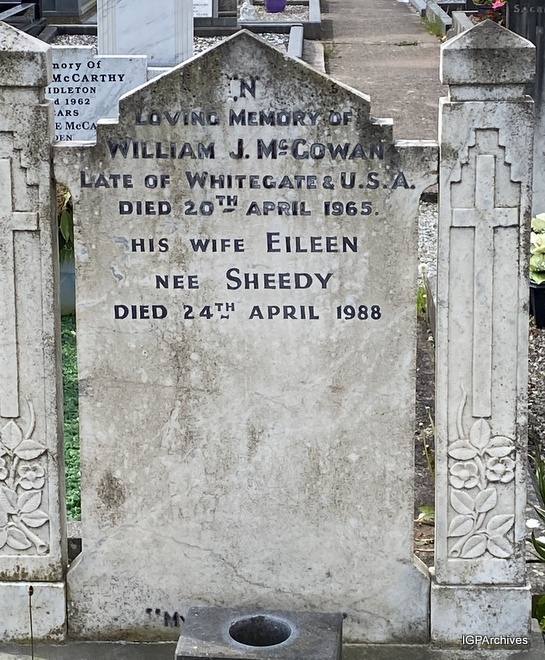 IN
LOVING MEMORY OF
WILLIAM J. McGOWAN
LATE OF WHITEGATE & U.S.A.
DIED 20TH APRIL 1965.
HIS WIFE EILEEN
NEE SHEEDY
DIED 24TH APRIL 1988
mory Of
McCARTHY
IDLETON
d 1962
EARS
E McCA
DEN
IGPArchives